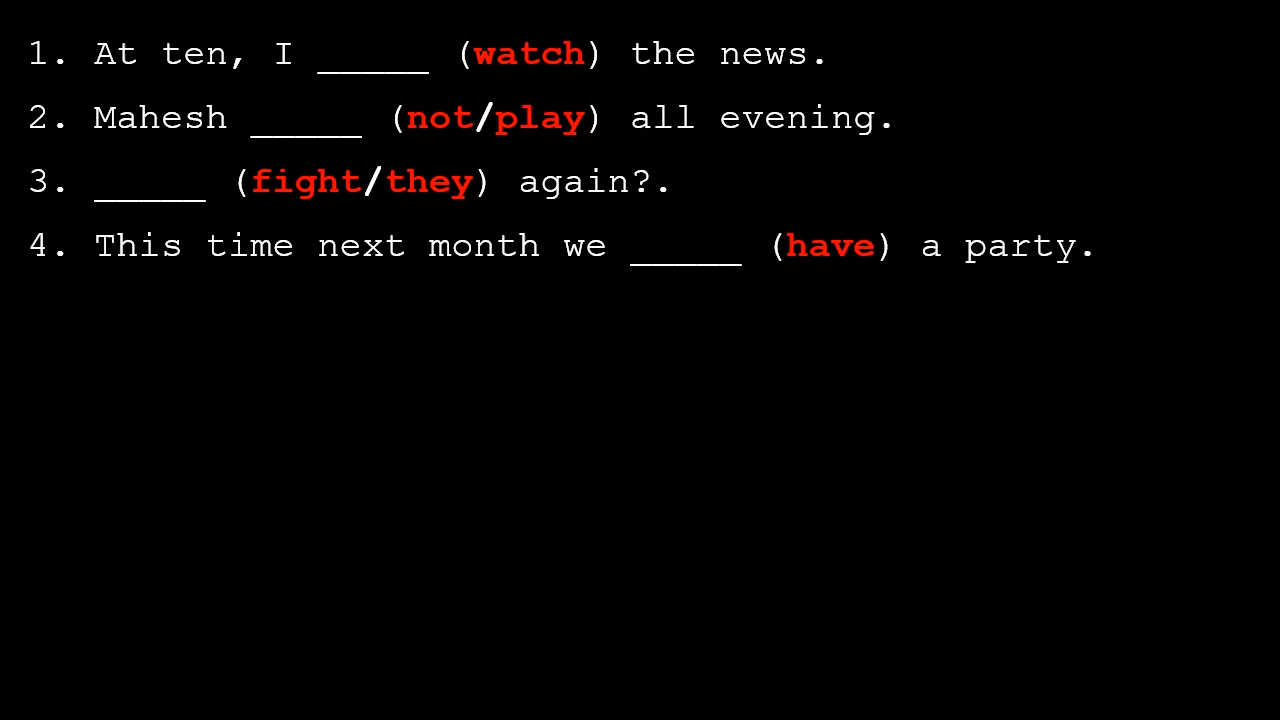 1. At ten, I _____ (watch) the news.
2. Mahesh _____ (not/play) all evening.
3. _____ (fight/they) again?.
4. This time next month we _____ (have) a party.